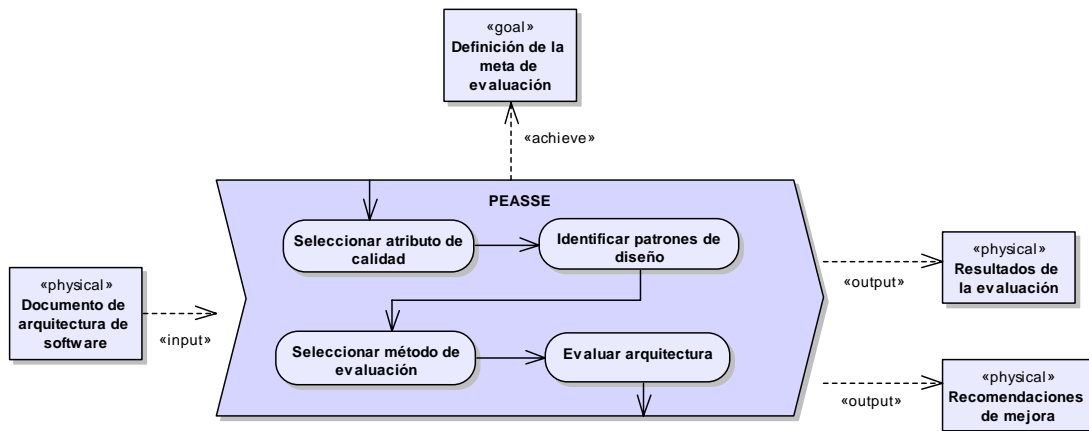 «goal»
Definición de la
meta de
evaluación
«achieve»
PEASSE
Seleccionar atributo de
calidad
Identificar patrones de
diseño
«physical»
Documento de
arquitectura de
software
«input»
Seleccionar método de
evaluación
Evaluar arquitectura
«output»
«physical»
Resultados de
la evaluación
«output»
«physical»
Recomendaciones
de mejora